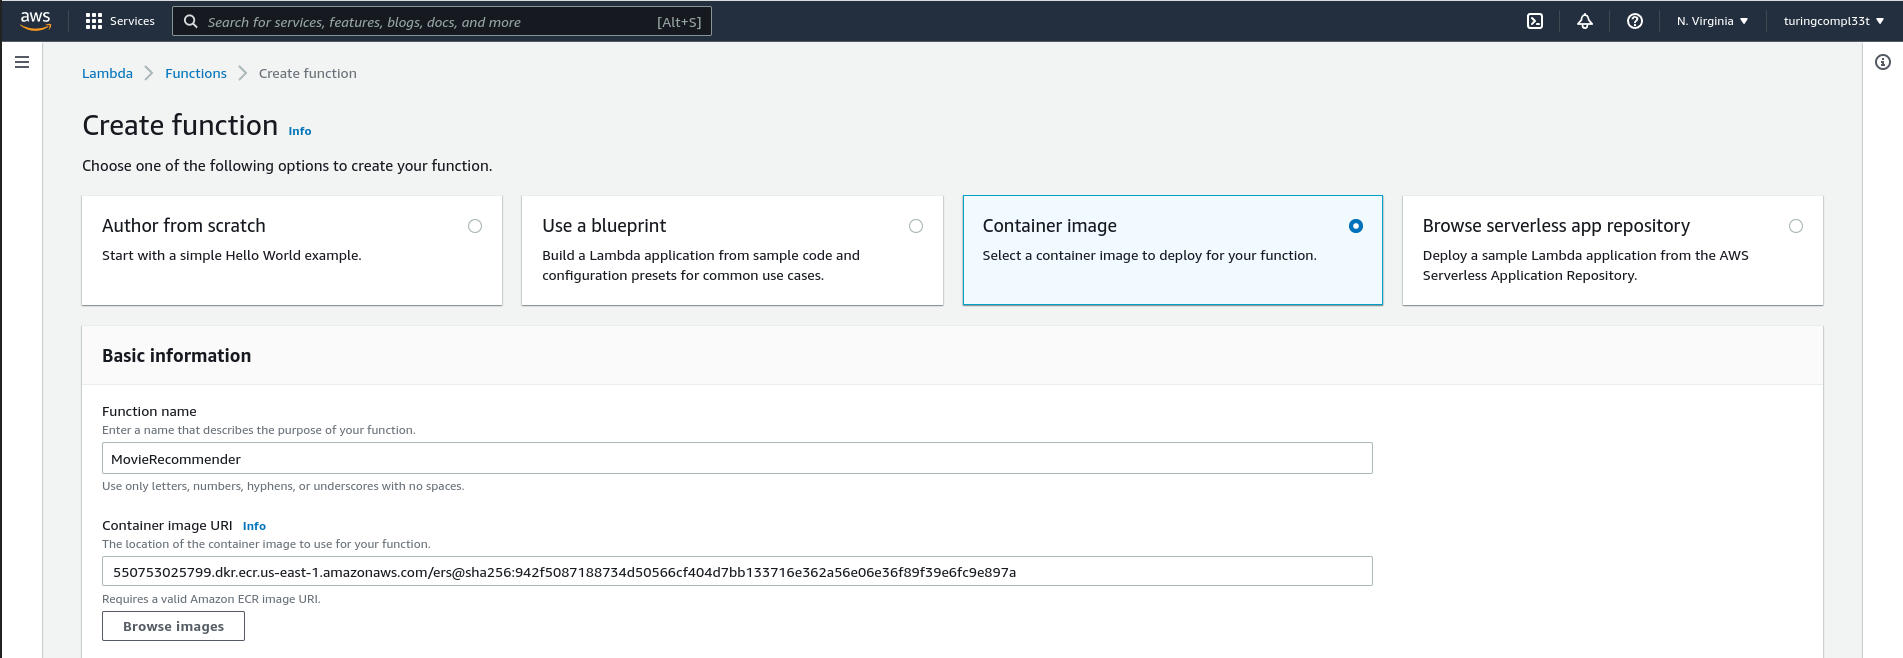 aws Services Search for services, features, blogs, docs, and more [Alt+S] N. Virginia ▼ turingcompl33t ▼
Lambda > Functions > Create function
Create function Info
Choose one of the following options to create your function.
Author from scratch
Start with a simple Hello World example.
Use a blueprint
Build a Lambda application from sample code and
configuration presets for common use cases.
Container image
Select a container image to deploy for your function.
Browse serverless app repository
Deploy a sample Lambda application from the AWS
Serverless Application Repository.
Basic information
Function name
Enter a name that describes the purpose of your function.
MovieRecommender
Use only letters, numbers, hyphens, or underscores with no spaces.
Container image URI Info
The location of the container image to use for your function.
550753025799.dkr.ecr.us-east-1.amazonaws.com/ers@sha256:942f5087188734d50566cf404d7bb133716e362a56e06e36f89f39e6fc9e897a
Requires a valid Amazon ECR image URI.
Browse images